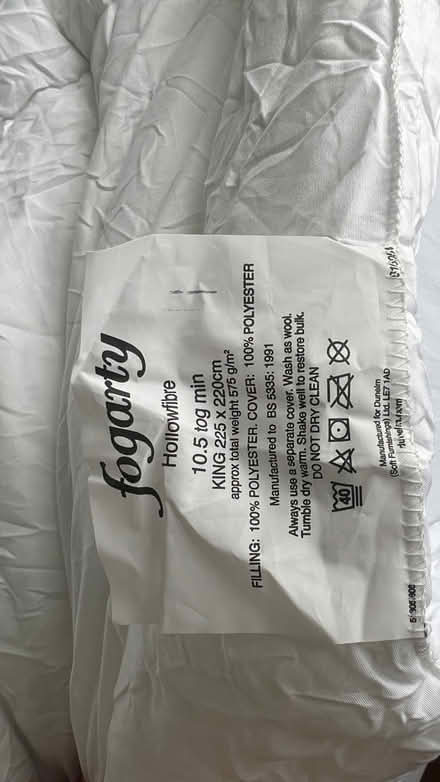 fogarty
Hollowfibre
10.5 tog min
KING 225 x 220cm
approx total weight 575 g/m²
FILLING: 100% POLYESTER. COVER: 100% POLYESTER
Manufactured to BS 5335: 1991
Always use a separate cover. Wash as wool.
Tumble dry warm. Shake well to restore bulk.
DO NOT DRY CLEAN
40
Manufactured for Dunelm
(Soft Furnishings) Ltd. LE7 1AD